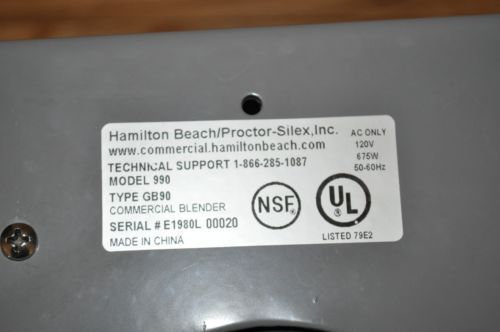 Hamilton Beach/Proctor-Silex,Inc.
www.commercial.hamiltonbeach.com
TECHNICAL SUPPORT 1-866-285-1087
MODEL 990
TYPE GB90
COMMERCIAL BLENDER
SERIAL # E1980L 00020
MADE IN CHINA
AC ONLY
120V
675W
50-60Hz
NSF
UL
LISTED 79E2